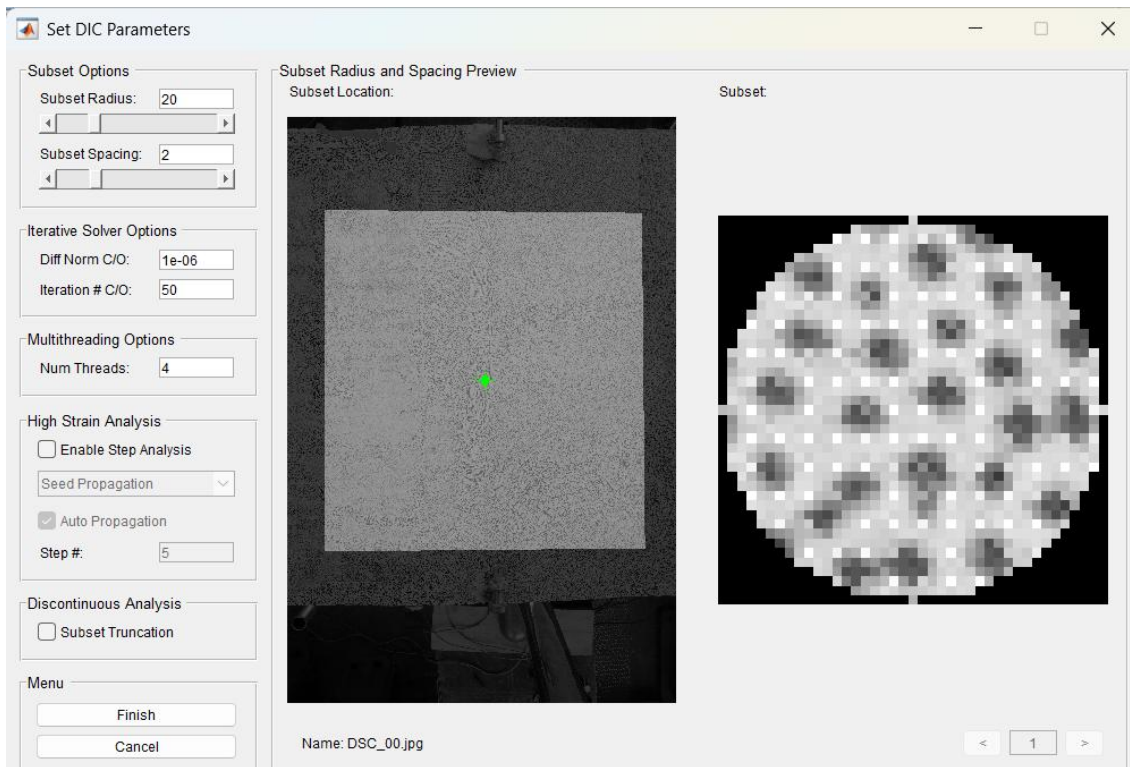 Set DIC Parameters
Subset Options
Subset Radius: 20
Subset Spacing: 2
Iterative Solver Options
Diff Norm C/O: 1e-06
Iteration # C/O: 50
Multithreading Options
Num Threads: 4
High Strain Analysis
Enable Step Analysis
Seed Propagation
Auto Propagation
Step #: 5
Discontinuous Analysis
Subset Truncation
Menu
Finish
Cancel
Subset Radius and Spacing Preview
Subset Location: Subset:
Name: DSC_00.jpg
< 1 >